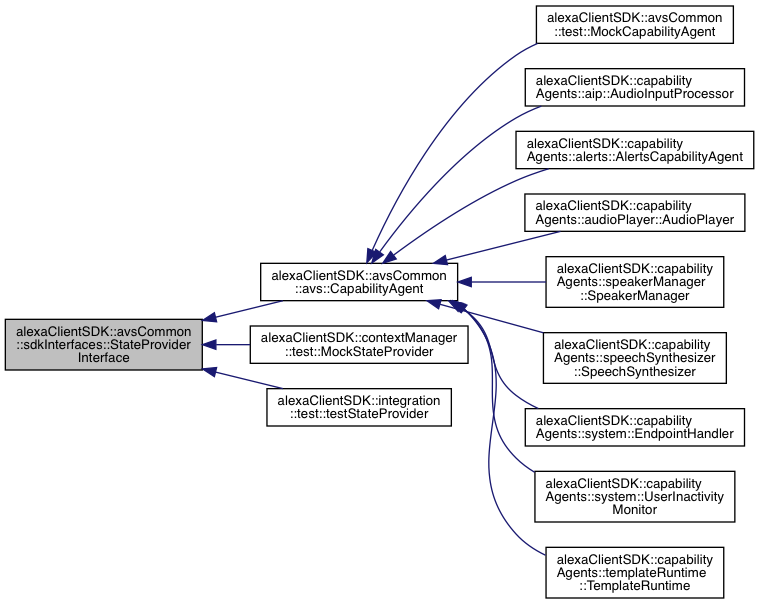 alexaClientSDK::avsCommon
::test::MockCapabilityAgent
alexaClientSDK::capability
Agents::aip::AudioInputProcessor
alexaClientSDK::capability
Agents::alerts::AlertsCapabilityAgent
alexaClientSDK::capability
Agents::audioPlayer::AudioPlayer
alexaClientSDK::avsCommon
::avs::CapabilityAgent
alexaClientSDK::capability
Agents::speakerManager
::SpeakerManager
alexaClientSDK::avsCommon
::sdkInterfaces::StateProvider
Interface
alexaClientSDK::contextManager
::test::MockStateProvider
alexaClientSDK::capability
Agents::speechSynthesizer
::SpeechSynthesizer
alexaClientSDK::integration
::test::testStateProvider
alexaClientSDK::capability
Agents::system::EndpointHandler
alexaClientSDK::capability
Agents::system::UserInactivity
Monitor
alexaClientSDK::capability
Agents::templateRuntime
::TemplateRuntime